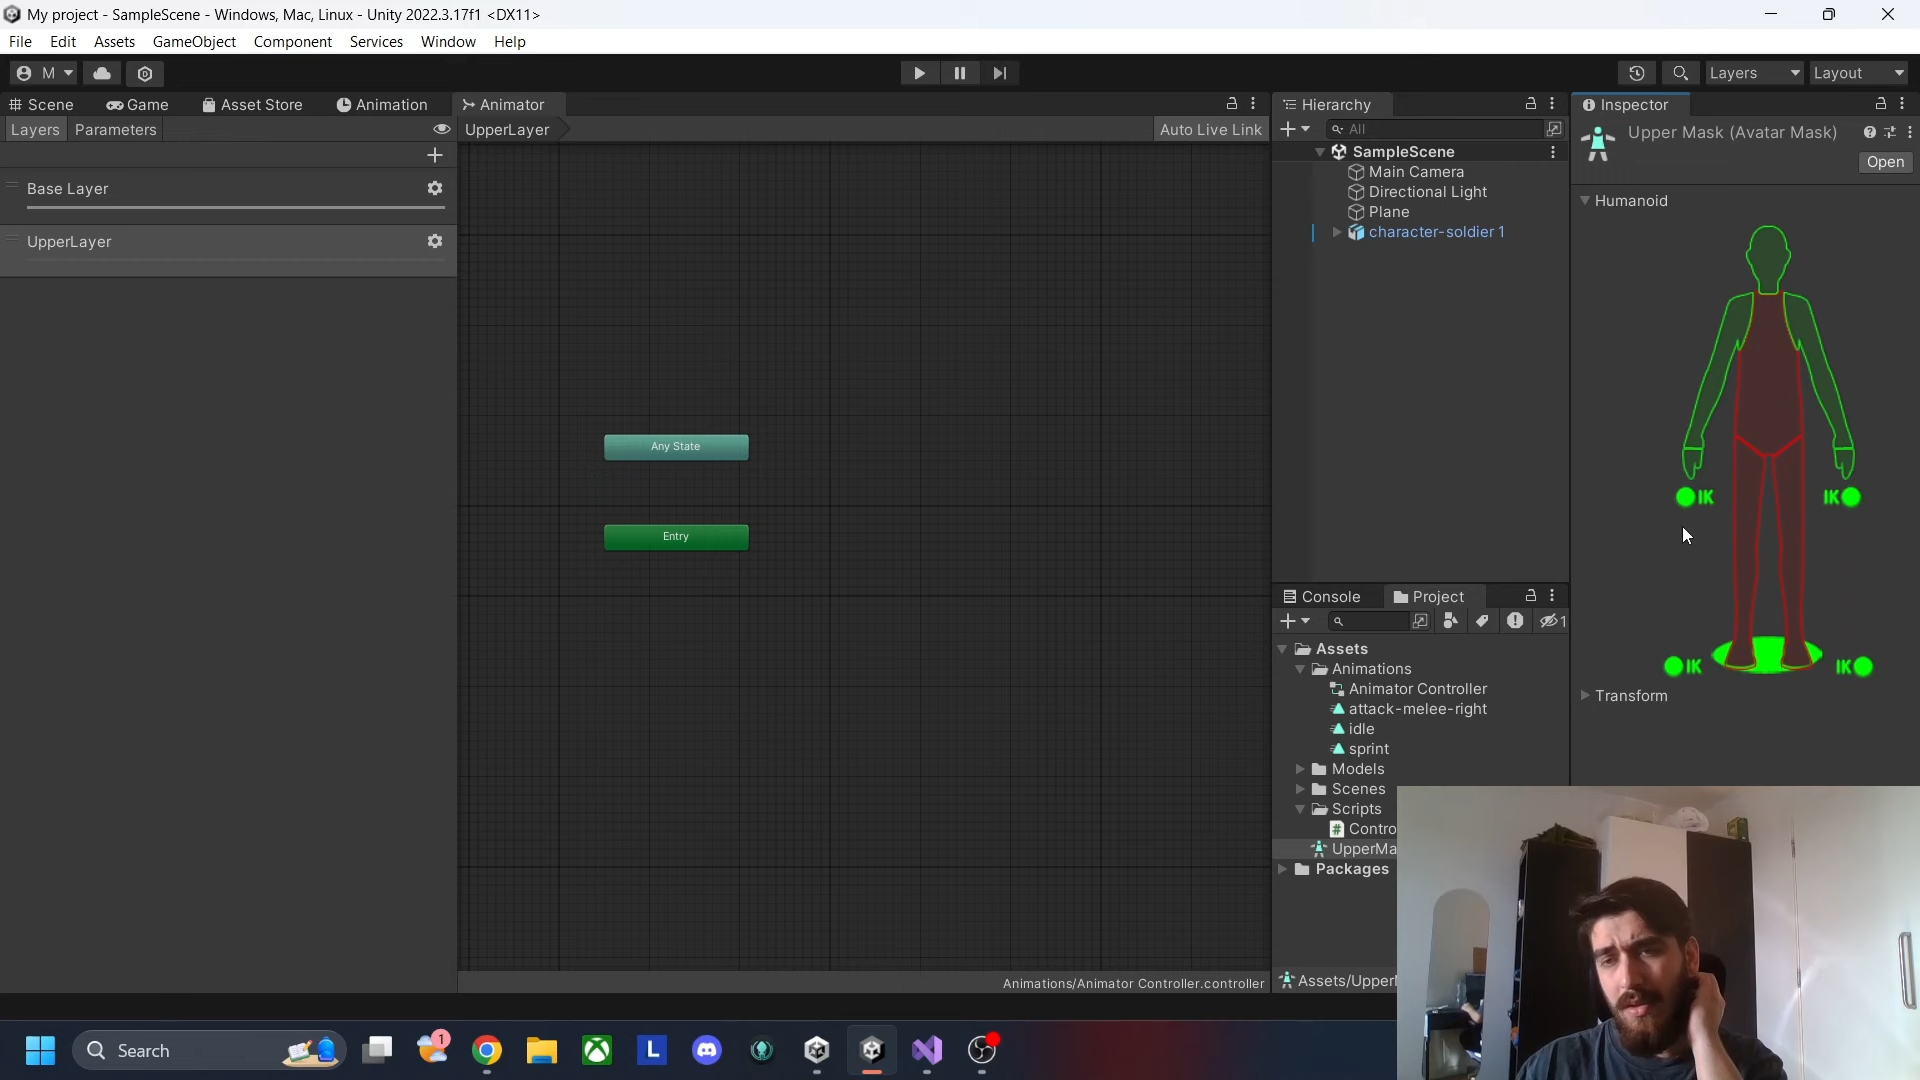 My project - SampleScene - Windows, Mac, Linux - Unity 2022.3.17f1 <DX11>
File Edit Assets GameObject Component Services Window Help
M Layers Layout
Scene Game Asset Store Animation Animator
Layers Parameters UpperLayer Auto Live Link
Base Layer
UpperLayer
Any State
Entry
Animations/Animator Controller.controller
Hierarchy
All
SampleScene
Main Camera
Directional Light
Plane
character-soldier 1
Console Project
1
Assets
Animations
Animator Controller
attack-melee-right
idle
sprint
Models
Scenes
Scripts
Contro
UpperMa
Packages
Assets/Upper
Inspector
Upper Mask (Avatar Mask)
Open
Humanoid
IK IK
IK IK
Transform
Search
1
L